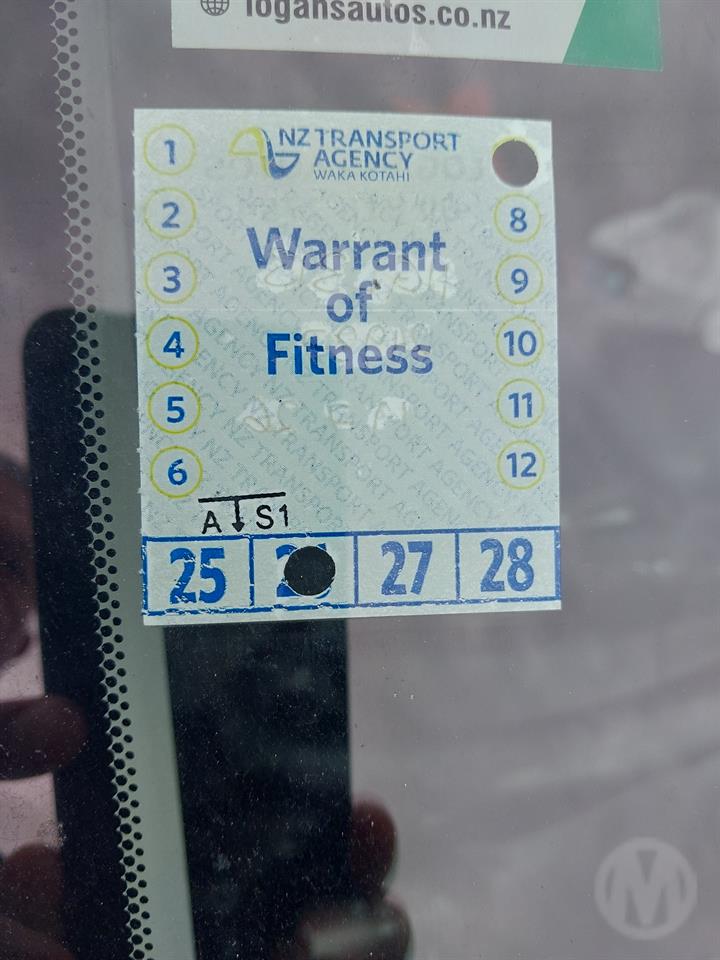 logansautos.co.nz
NZ TRANSPORT
AGENCY
WAKA KOTAHI
1
2
3
4
5
6
8
9
10
11
12
Warrant
of
Fitness
A S1
25 27 28
M